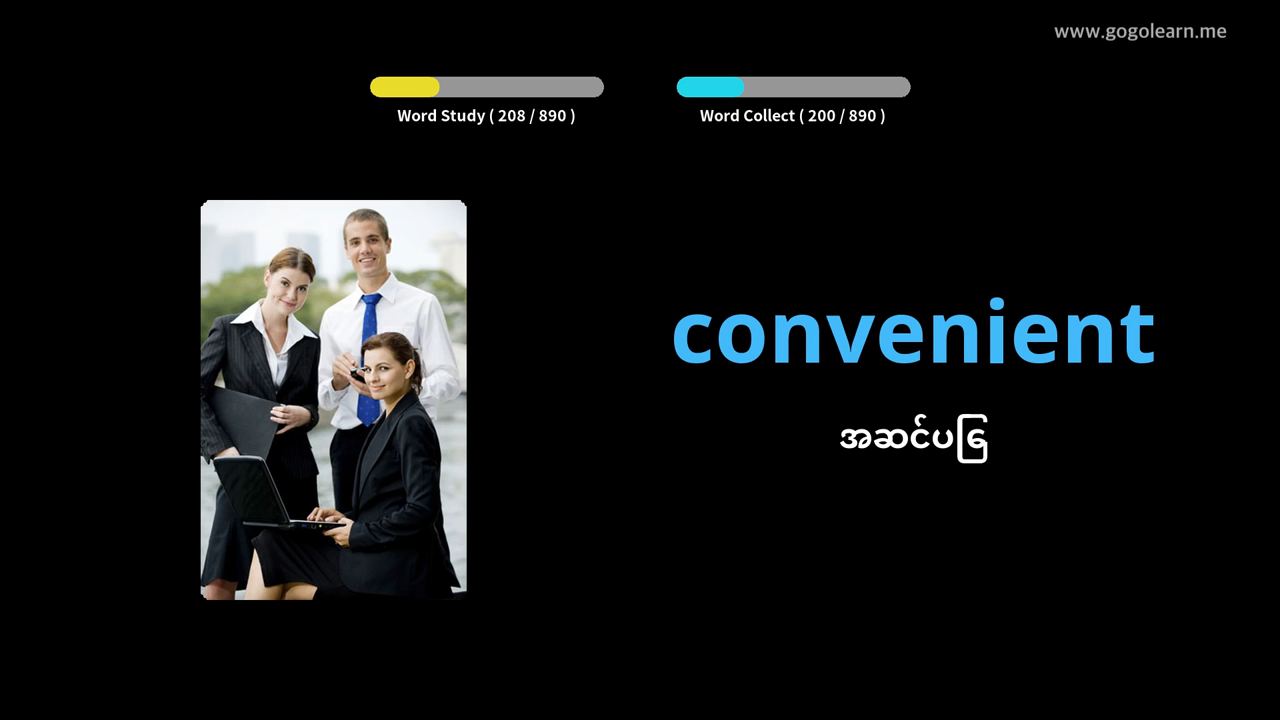 www.gogolearn.me
Word Study ( 208 / 890 )
Word Collect ( 200 / 890 )
convenient
အဆင်ပြေ